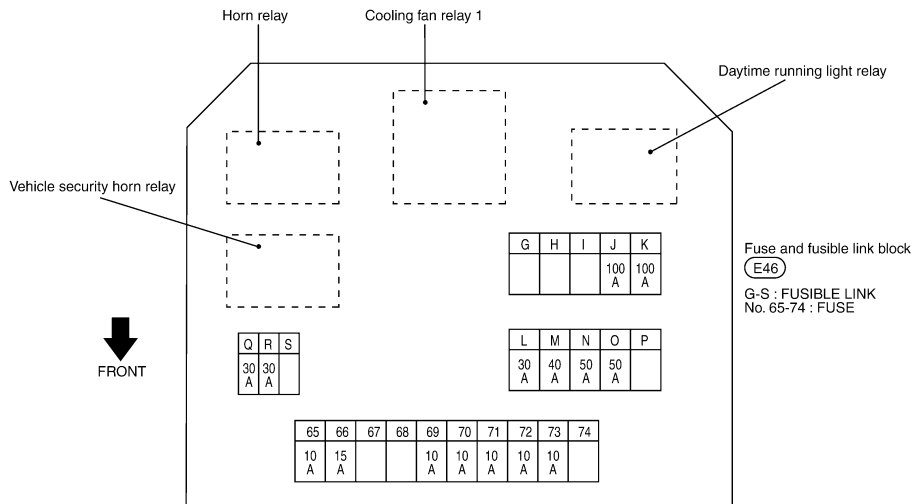 Horn relay
Cooling fan relay 1
Daytime running light relay
Vehicle security horn relay
G H I J K
100 A 100 A
Fuse and fusible link block
E46
G-S : FUSIBLE LINK
No. 65-74 : FUSE
FRONT
Q R S
30 A 30 A
L M N O P
30 A 40 A 50 A 50 A
65 66 67 68 69 70 71 72 73 74
10 A 15 A 10 A 10 A 10 A 10 A 10 A